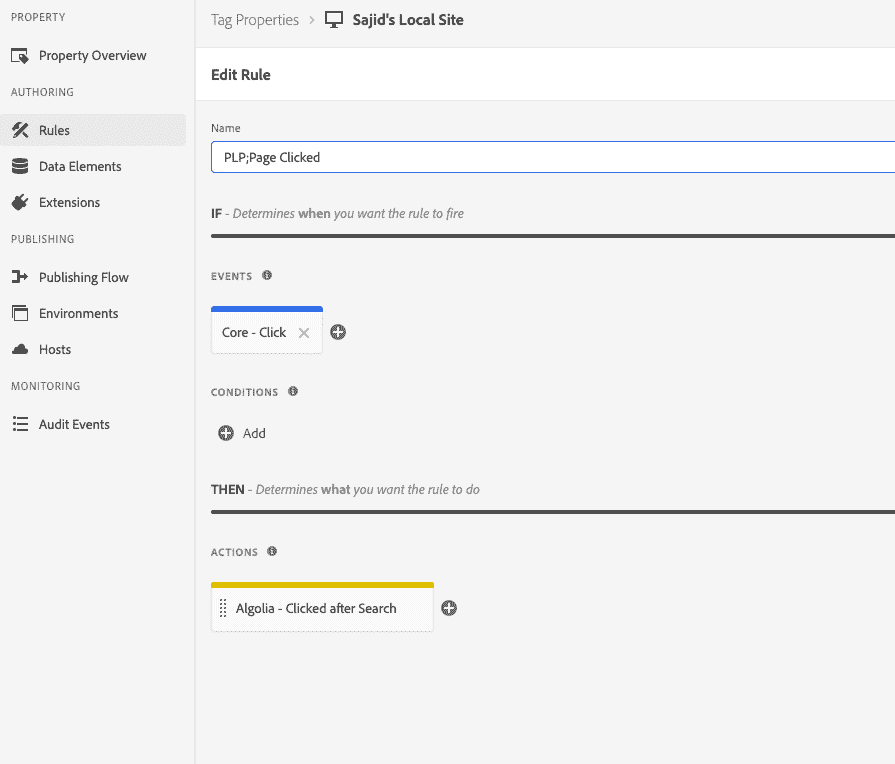 PROPERTY
Property Overview
AUTHORING
Rules
Data Elements
Extensions
PUBLISHING
Publishing Flow
Environments
Hosts
MONITORING
Audit Events
Tag Properties > Sajid's Local Site
Edit Rule
Name
PLP;Page Clicked
IF - Determines when you want the rule to fire
EVENTS
Core - Click
CONDITIONS
Add
THEN - Determines what you want the rule to do
ACTIONS
Algolia - Clicked after Search